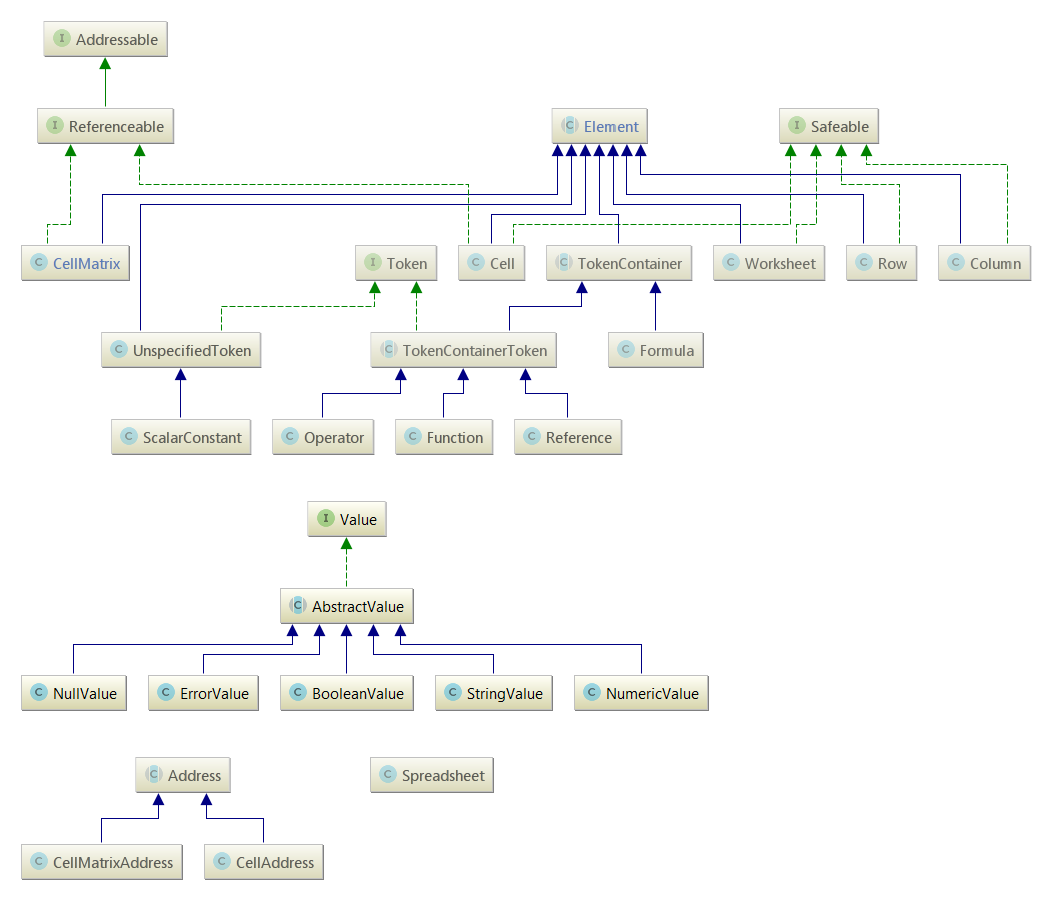 I Addressable
I Referenceable
C Element
I Safeable
C CellMatrix
I Token
C Cell
C TokenContainer
C Worksheet
C Row
C Column
C UnspecifiedToken
C TokenContainerToken
C Formula
C ScalarConstant
C Operator
C Function
C Reference
I Value
C AbstractValue
C NullValue
C ErrorValue
C BooleanValue
C StringValue
C NumericValue
C Address
C Spreadsheet
C CellMatrixAddress
C CellAddress